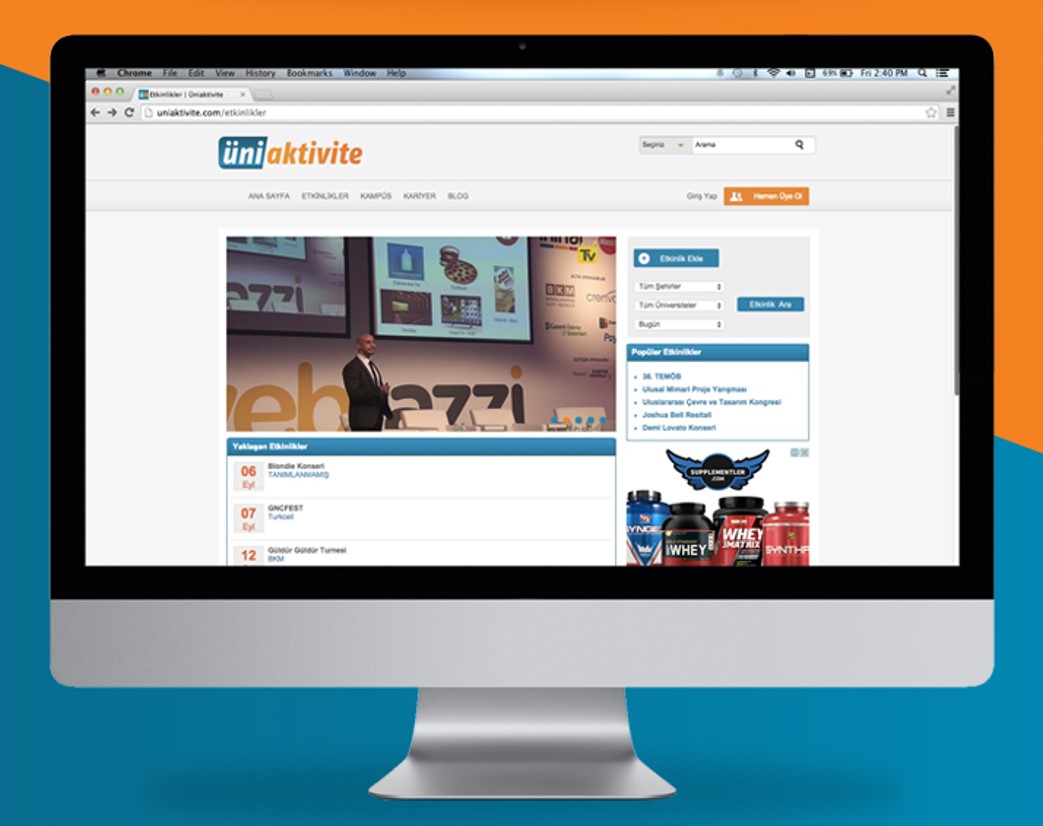 Chrome File Edit View History Bookmarks Window Help
69% Fri 2:40 PM
Etkinlikler | Üniaktivite
uniaktivite.com/etkinlikler
üniaktivite
Seçiniz Arama
ANA SAYFA ETKİNLİKLER KAMPÜS KARİYER BLOG
Giriş Yap Hemen Üye Ol
Tv
BKM
azzi
webrazzi
Etkinlik Ekle
Tüm Şehirler
Tüm Üniversiteler
Etkinlik Ara
Bugün
Popüler Etkinlikler
38. TEMÖB
Ulusal Mimari Proje Yarışması
Uluslararası Çevre ve Tasarım Kongresi
Joshua Bell Resitali
Demi Lovato Konseri
Yaklaşan Etkinlikler
06 Eyl
Blondie Konseri
TANIMLANMAMIŞ
07 Eyl
GNCFEST
Turkcell
12
Güldür Güldür Turnesi
BKM
SUPPLEMENTLER
.COM
WHEY
WHEY
3MATRIX
SYNTHA